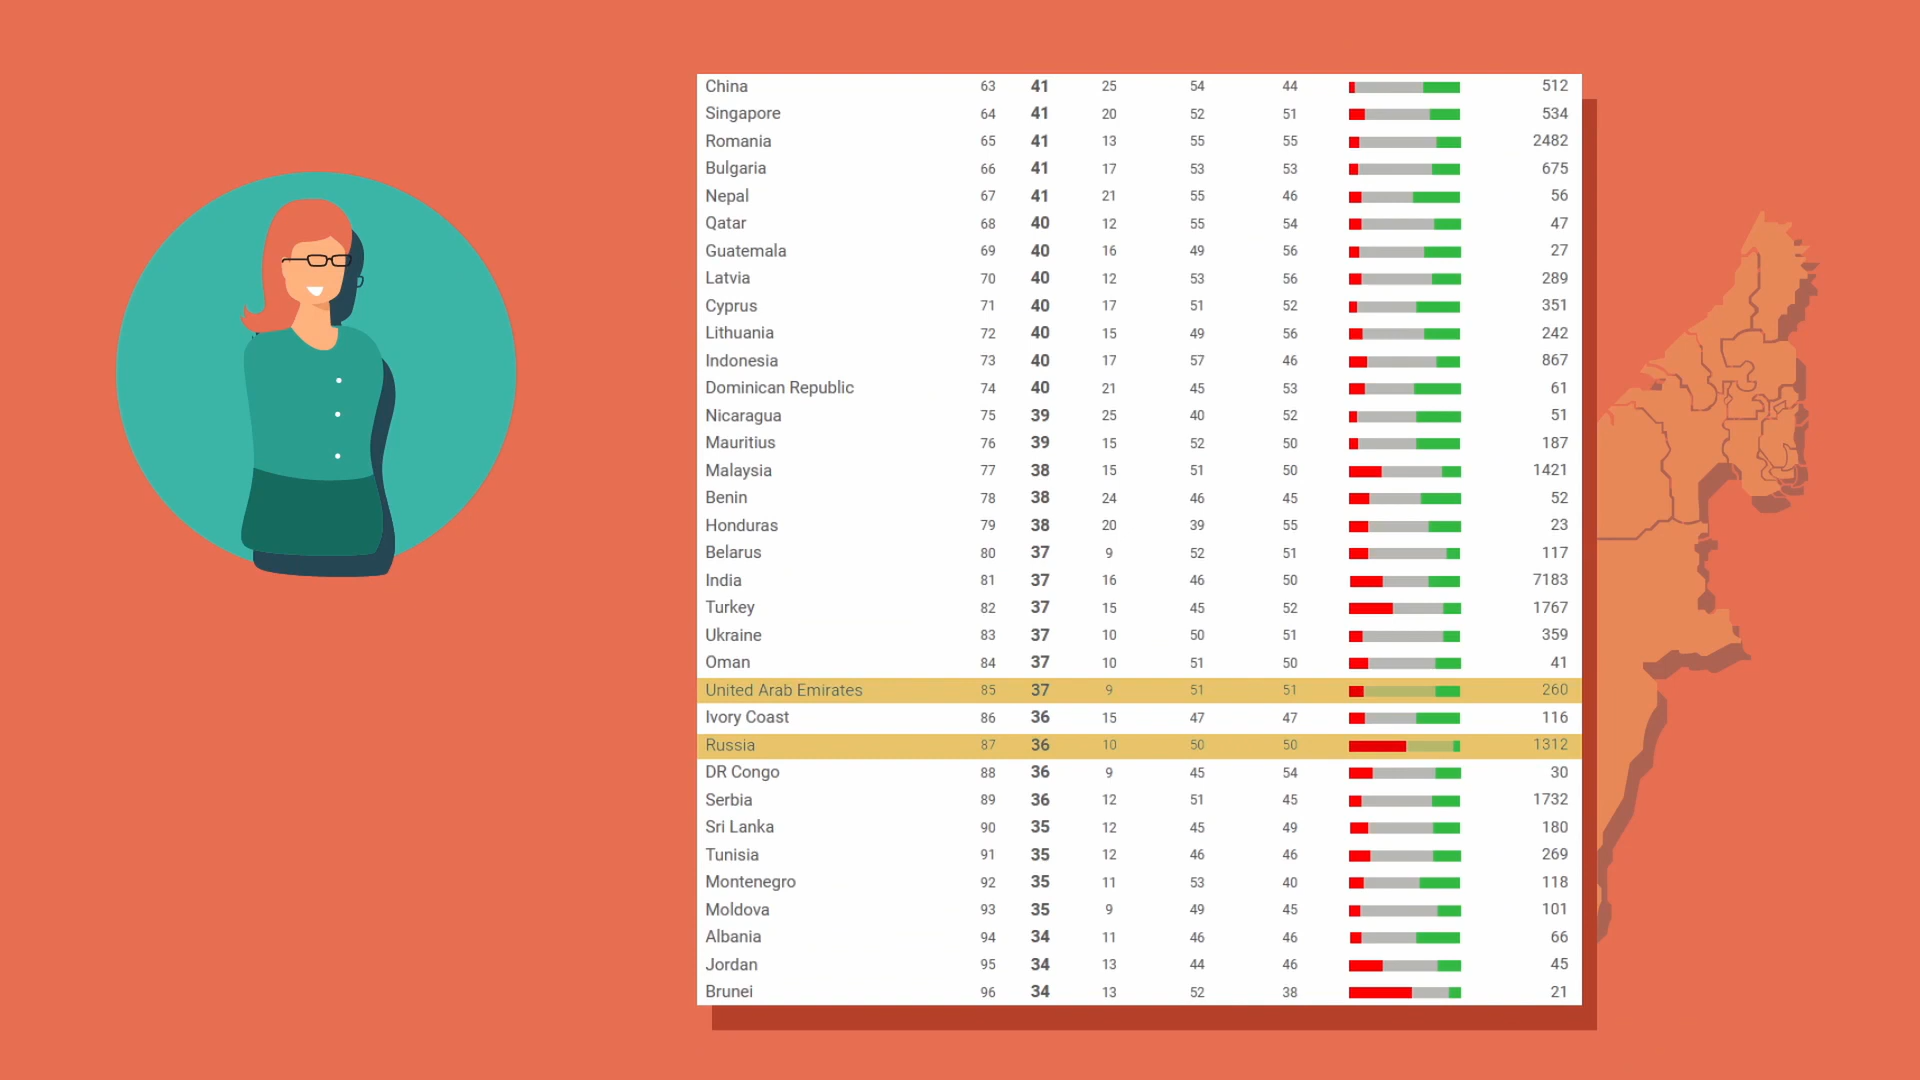 China 63 41 25 54 44 512
Singapore 64 41 20 52 51 534
Romania 65 41 13 55 55 2482
Bulgaria 66 41 17 53 53 675
Nepal 67 41 21 55 46 56
Qatar 68 40 12 55 54 47
Guatemala 69 40 16 49 56 27
Latvia 70 40 12 53 56 289
Cyprus 71 40 17 51 52 351
Lithuania 72 40 15 49 56 242
Indonesia 73 40 17 57 46 867
Dominican Republic 74 40 21 45 53 61
Nicaragua 75 39 25 40 52 51
Mauritius 76 39 15 52 50 187
Malaysia 77 38 15 51 50 1421
Benin 78 38 24 46 45 52
Honduras 79 38 20 39 55 23
Belarus 80 37 9 52 51 117
India 81 37 16 46 50 7183
Turkey 82 37 15 45 52 1767
Ukraine 83 37 10 50 51 359
Oman 84 37 10 51 50 41
United Arab Emirates 85 37 9 51 51 260
Ivory Coast 86 36 15 47 47 116
Russia 87 36 10 50 50 1312
DR Congo 88 36 9 45 54 30
Serbia 89 36 12 51 45 1732
Sri Lanka 90 35 12 45 49 180
Tunisia 91 35 12 46 46 269
Montenegro 92 35 11 53 40 118
Moldova 93 35 9 49 45 101
Albania 94 34 11 46 46 66
Jordan 95 34 13 44 46 45
Brunei 96 34 13 52 38 21